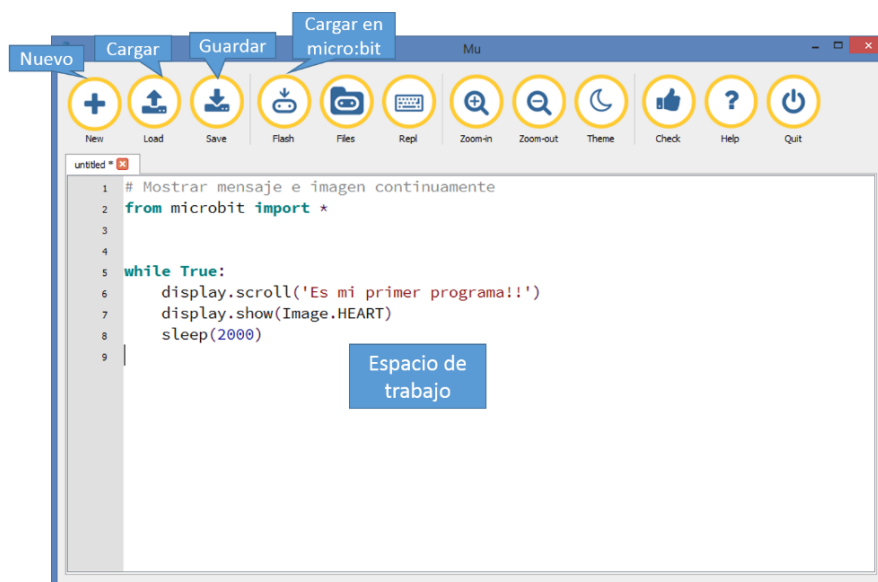 Cargar en
micro:bit
Nuevo
Cargar
Guardar
Mu
New
Load
Save
Flash
Files
Repl
Zoom-in
Zoom-out
Theme
Check
Help
Quit
untitled *
1 # Mostrar mensaje e imagen continuamente
2 from microbit import *
3
4
5 while True:
6 display.scroll('Es mi primer programa!!')
7 display.show(Image.HEART)
8 sleep(2000)
9
Espacio de
trabajo